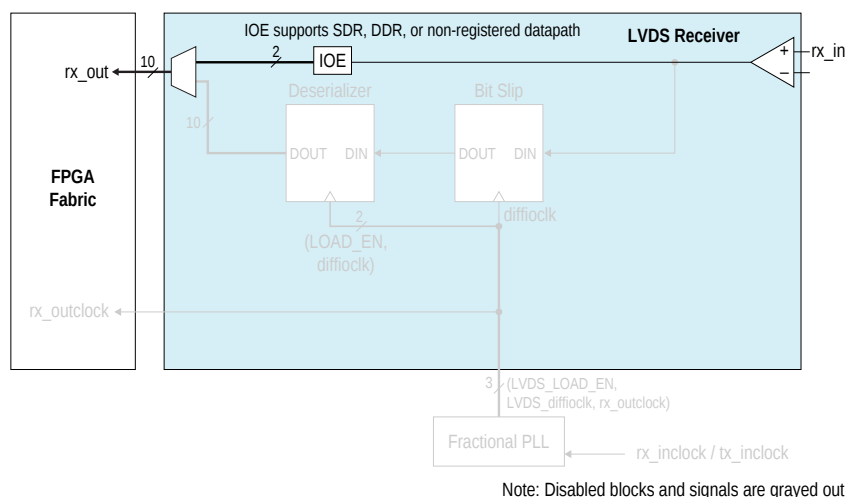 IOE supports SDR, DDR, or non-registered datapath
LVDS Receiver
rx_in
+
–
2
IOE
10
rx_out
Deserializer
Bit Slip
10
DOUT DIN
DOUT DIN
FPGA
Fabric
2
diffioclk
(LOAD_EN,
diffioclk)
rx_outclock
3
(LVDS_LOAD_EN,
LVDS_diffioclk, rx_outclock)
Fractional PLL
rx_inclock / tx_inclock
Note: Disabled blocks and signals are grayed out